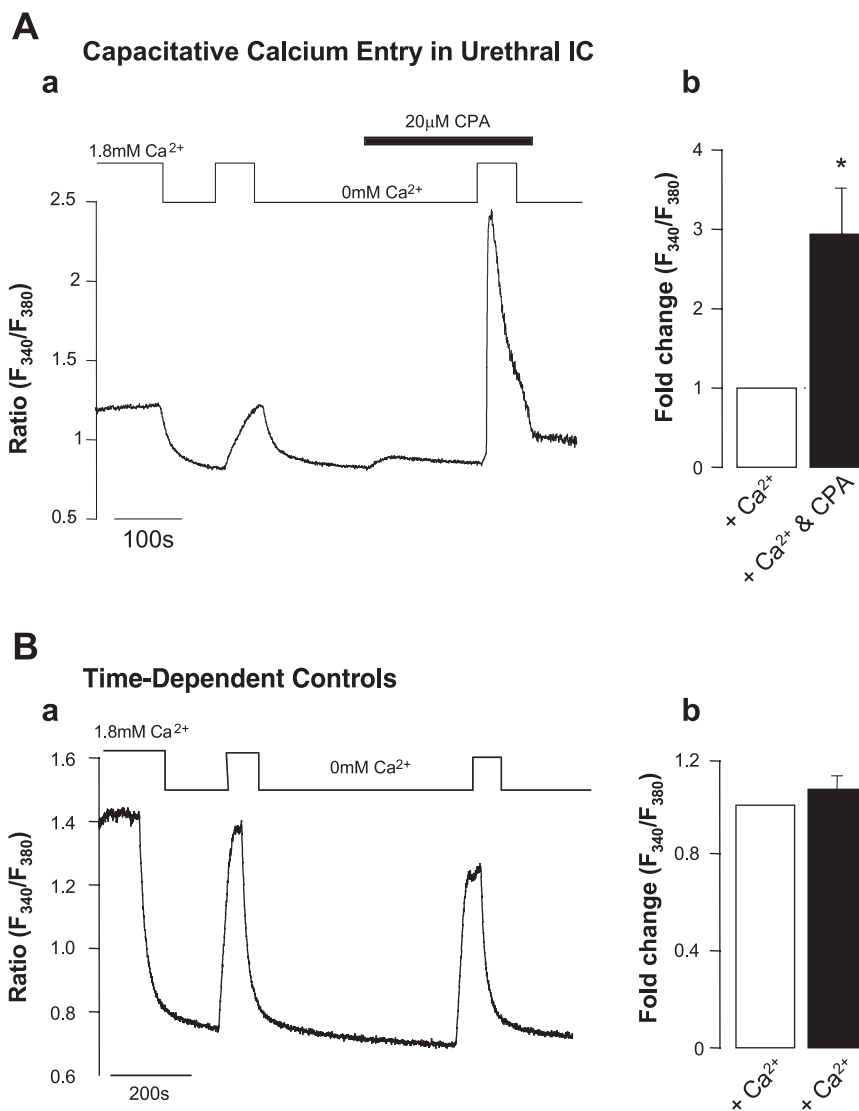 A
Capacitative Calcium Entry in Urethral IC
a
b
20μM CPA
1.8mM Ca²⁺
0mM Ca²⁺
2.5
2
1.5
1
0.5
Ratio (F₃₄₀/F₃₈₀)
100s
4
3
2
1
0
Fold change (F₃₄₀/F₃₈₀)
*
+ Ca²⁺
+ Ca²⁺ & CPA
B
Time-Dependent Controls
a
b
1.8mM Ca²⁺
0mM Ca²⁺
1.6
1.4
1.2
1.0
0.8
0.6
Ratio (F₃₄₀/F₃₈₀)
200s
1.2
0.8
0.4
0
Fold change (F₃₄₀/F₃₈₀)
+ Ca²⁺
+ Ca²⁺